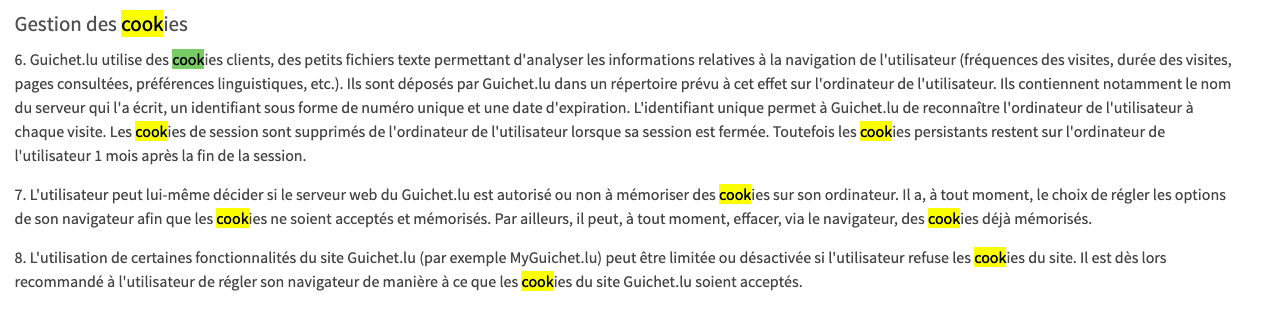 Gestion des cookies
6. Guichet.lu utilise des cookies clients, des petits fichiers texte permettant d'analyser les informations relatives à la navigation de l'utilisateur (fréquences des visites, durée des visites,
pages consultées, préférences linguistiques, etc.). Ils sont déposés par Guichet.lu dans un répertoire prévu à cet effet sur l'ordinateur de l'utilisateur. Ils contiennent notamment le nom
du serveur qui l'a écrit, un identifiant sous forme de numéro unique et une date d'expiration. L'identifiant unique permet à Guichet.lu de reconnaître l'ordinateur de l'utilisateur à
chaque visite. Les cookies de session sont supprimés de l'ordinateur de l'utilisateur lorsque sa session est fermée. Toutefois les cookies persistants restent sur l'ordinateur de
l'utilisateur 1 mois après la fin de la session.
7. L'utilisateur peut lui-même décider si le serveur web du Guichet.lu est autorisé ou non à mémoriser des cookies sur son ordinateur. Il a, à tout moment, le choix de régler les options
de son navigateur afin que les cookies ne soient acceptés et mémorisés. Par ailleurs, il peut, à tout moment, effacer, via le navigateur, des cookies déjà mémorisés.
8. L'utilisation de certaines fonctionnalités du site Guichet.lu (par exemple MyGuichet.lu) peut être limitée ou désactivée si l'utilisateur refuse les cookies du site. Il est dès lors
recommandé à l'utilisateur de régler son navigateur de manière à ce que les cookies du site Guichet.lu soient acceptés.